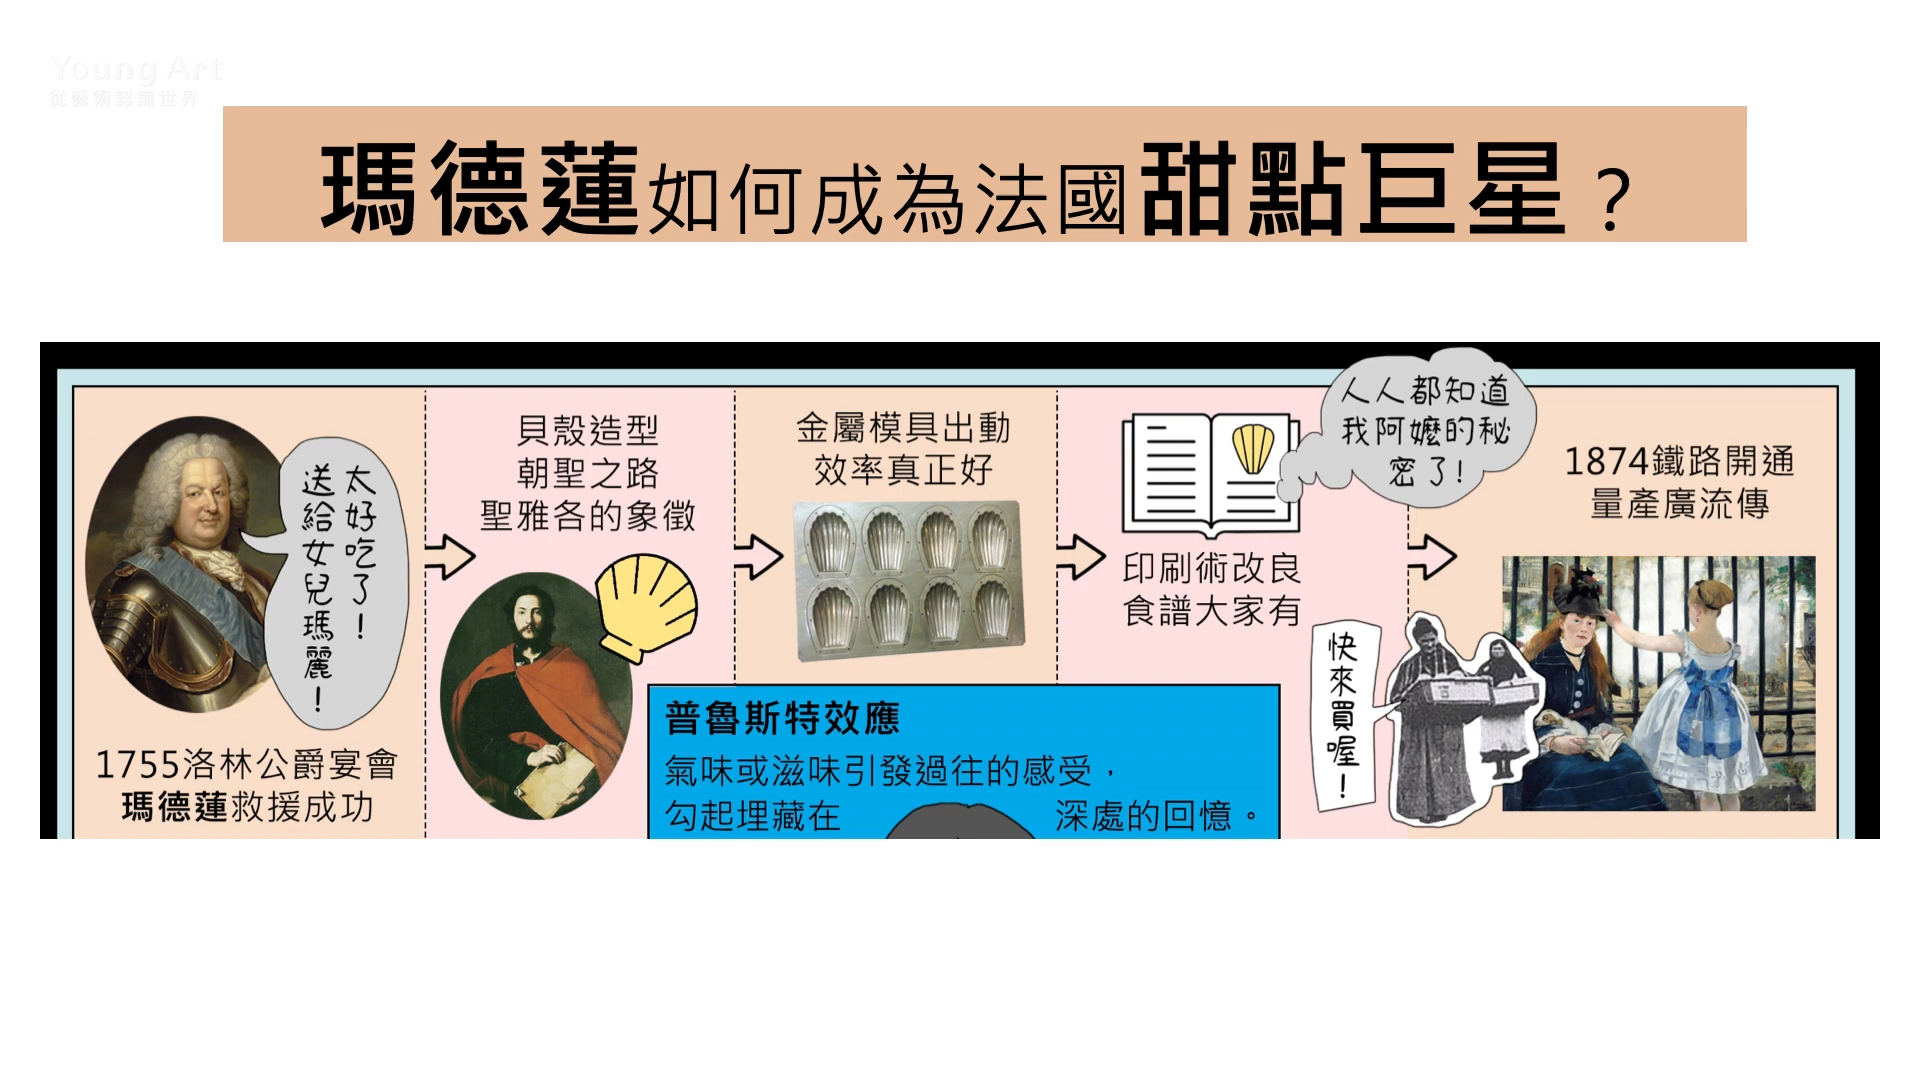 Young Art
從藝術認識世界
瑪德蓮如何成為法國甜點巨星？
太好吃了！
送給女兒瑪麗！
1755洛林公爵宴會
瑪德蓮救援成功
貝殼造型
朝聖之路
聖雅各的象徵
金屬模具出動
效率真正好
人人都知道
我阿嬤的秘
密了！
印刷術改良
食譜大家有
1874鐵路開通
量產廣流傳
快來買喔！
普魯斯特效應
氣味或滋味引發過往的感受，
勾起埋藏在 深處的回憶。